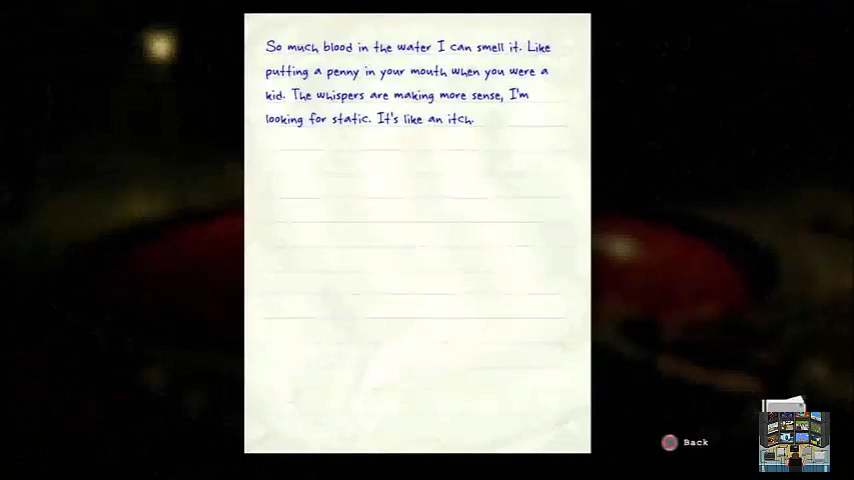 So much blood in the water I can smell it. Like
putting a penny in your mouth when you were a
kid. The whispers are making more sense, I'm
looking for static. It's like an itch.
Back